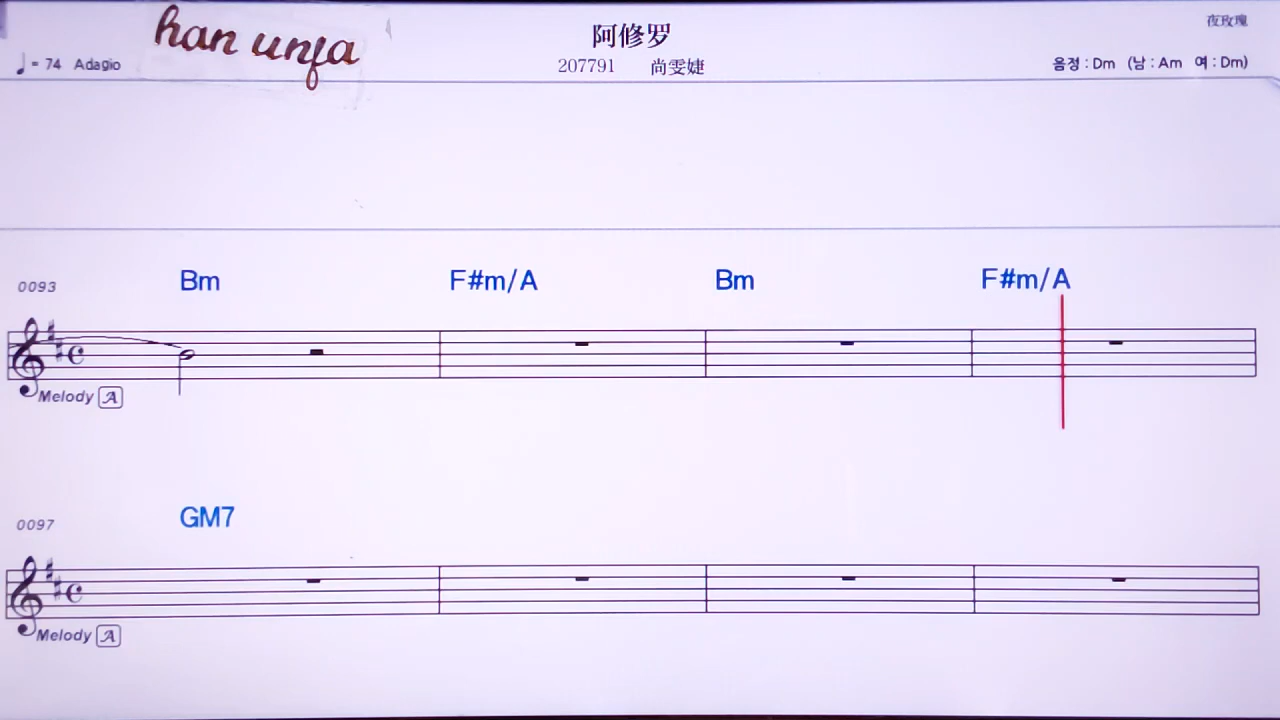 han unfa
阿修罗
夜玫瑰
♩= 74 Adagio
207791 尚雯婕
음정 : Dm (남 : Am 여 : Dm)
0093 Bm F#m/A Bm F#m/A
Melody A
0097 GM7
Melody A